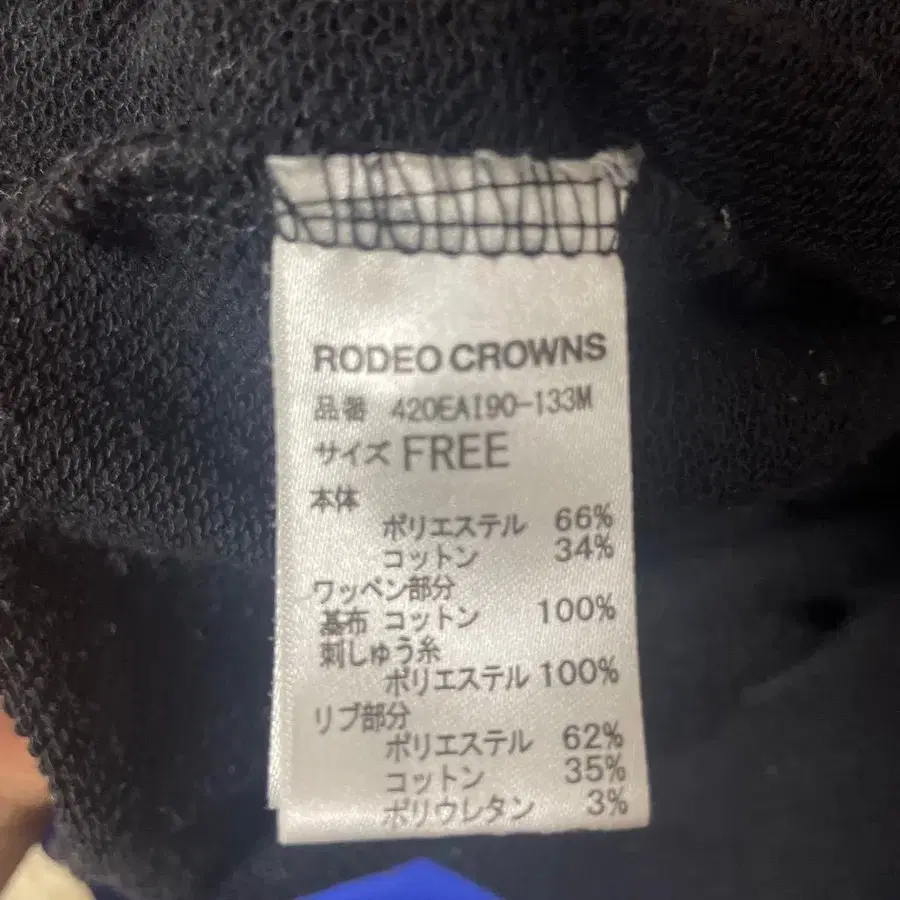 RODEO CROWNS
品番 420EAI90-133M
サイズ FREE
本体
ポリエステル 66%
コットン 34%
ワッペン部分
基布 コットン 100%
刺しゅう糸
ポリエステル 100%
リブ部分
ポリエステル 62%
コットン 35%
ポリウレタン 3%